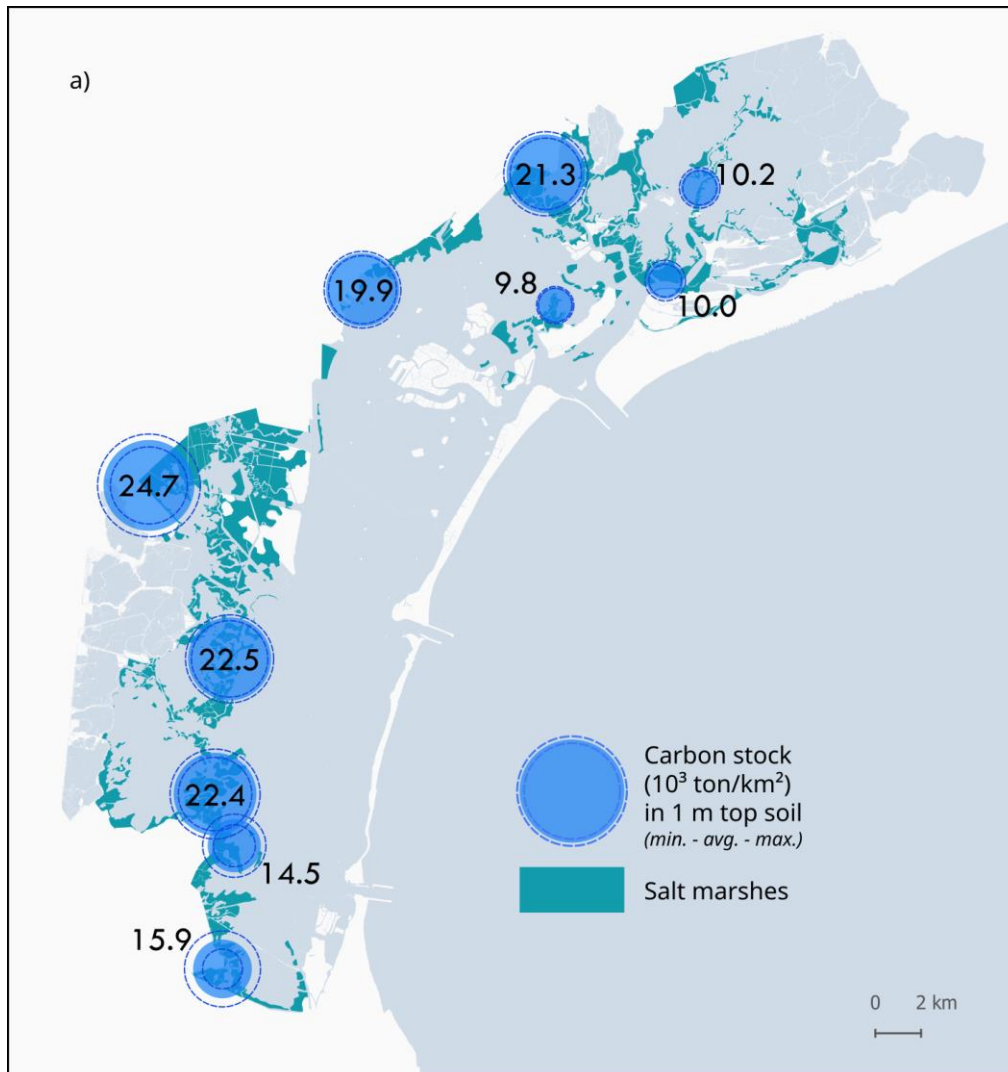 a)
21.3
10.2
19.9
9.8
10.0
24.7
22.5
22.4
14.5
15.9
Carbon stock
(10³ ton/km²)
in 1 m top soil
(min. - avg. - max.)
Salt marshes
0 2 km